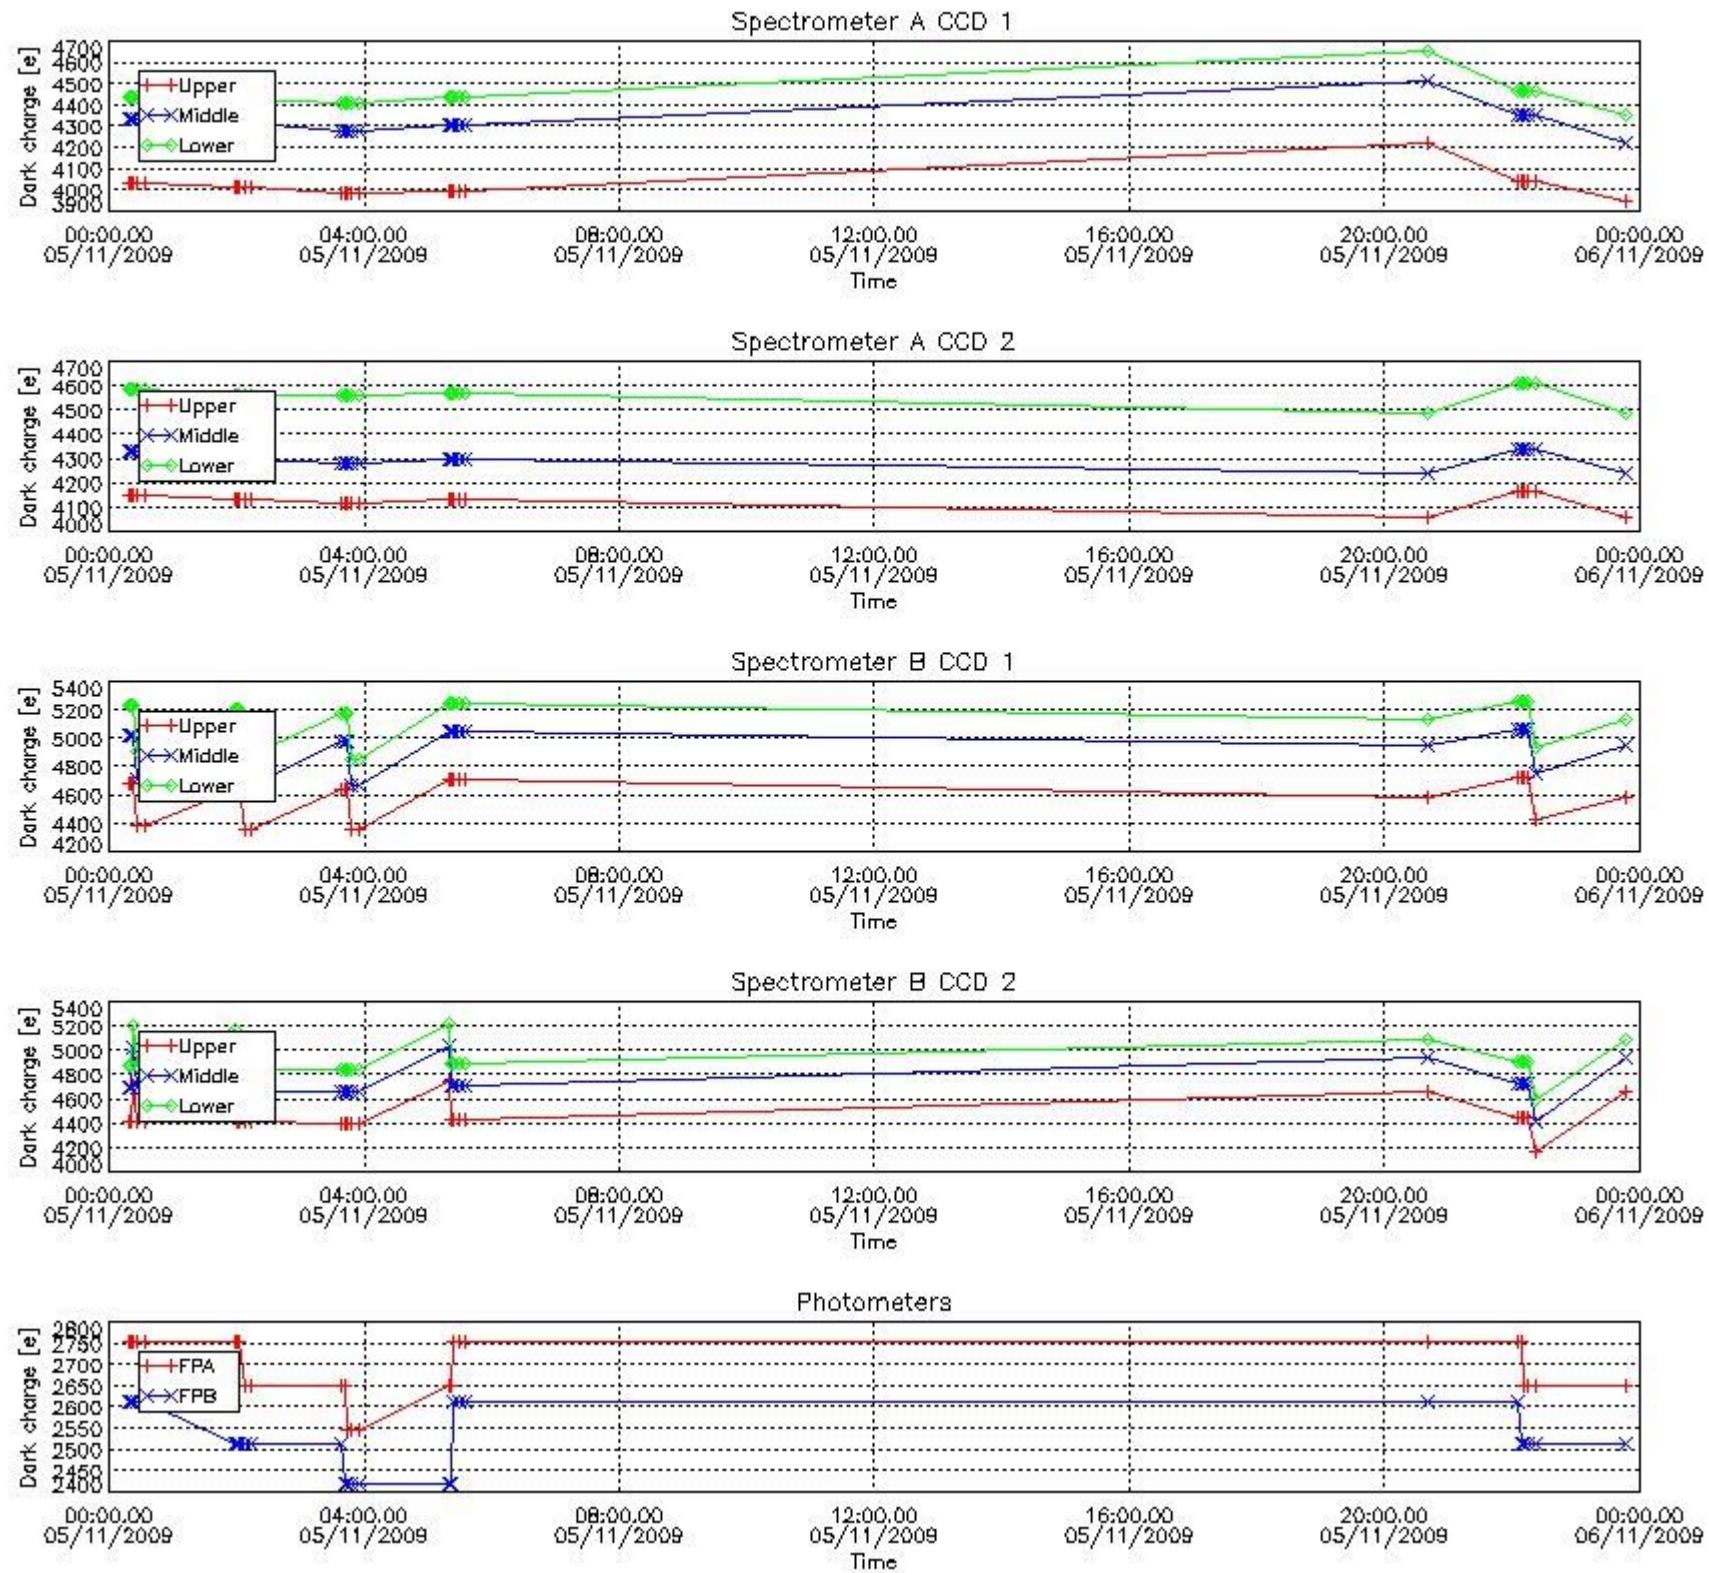 Spectrometer A CCD 1
Dark charge [e]
4700
4600
4500
4400
4300
4200
4100
4000
3900
Upper
Middle
Lower
00:00.00 04:00.00 08:00.00 12:00.00 16:00.00 20:00.00 00:00.00
05/11/2009 05/11/2009 05/11/2009 05/11/2009 05/11/2009 05/11/2009 06/11/2009
Time
Spectrometer A CCD 2
Dark charge [e]
4700
4600
4500
4400
4300
4200
4100
4000
Upper
Middle
Lower
00:00.00 04:00.00 08:00.00 12:00.00 16:00.00 20:00.00 00:00.00
05/11/2009 05/11/2009 05/11/2009 05/11/2009 05/11/2009 05/11/2009 06/11/2009
Time
Spectrometer B CCD 1
Dark charge [e]
5400
5200
5000
4800
4600
4400
4200
Upper
Middle
Lower
00:00.00 04:00.00 08:00.00 12:00.00 16:00.00 20:00.00 00:00.00
05/11/2009 05/11/2009 05/11/2009 05/11/2009 05/11/2009 05/11/2009 06/11/2009
Time
Spectrometer B CCD 2
Dark charge [e]
5400
5200
5000
4800
4600
4400
4200
4000
Upper
Middle
Lower
00:00.00 04:00.00 08:00.00 12:00.00 16:00.00 20:00.00 00:00.00
05/11/2009 05/11/2009 05/11/2009 05/11/2009 05/11/2009 05/11/2009 06/11/2009
Time
Photometers
Dark charge [e]
2800
2750
2700
2650
2600
2550
2500
2450
2400
FPA
FPB
00:00.00 04:00.00 08:00.00 12:00.00 16:00.00 20:00.00 00:00.00
05/11/2009 05/11/2009 05/11/2009 05/11/2009 05/11/2009 05/11/2009 06/11/2009
Time